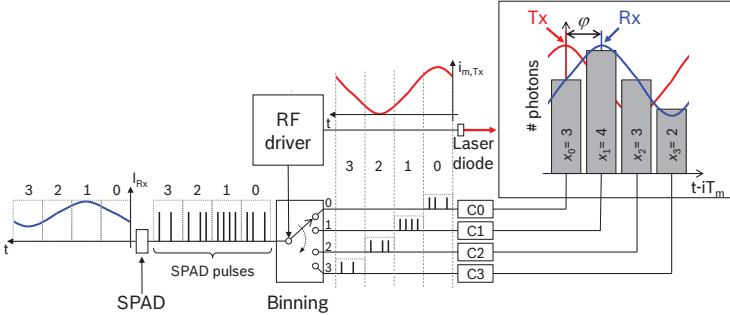 Tx
φ
Rx
# photons
x0= 3
x1= 4
x2= 3
x3= 2
t-iTm
im,Tx
t
RF
driver
Laser
diode
3 2 1 0
IRx
3 2 1 0
3 2 1 0
t
SPAD pulses
SPAD
0
1
2
3
Binning
C0
C1
C2
C3